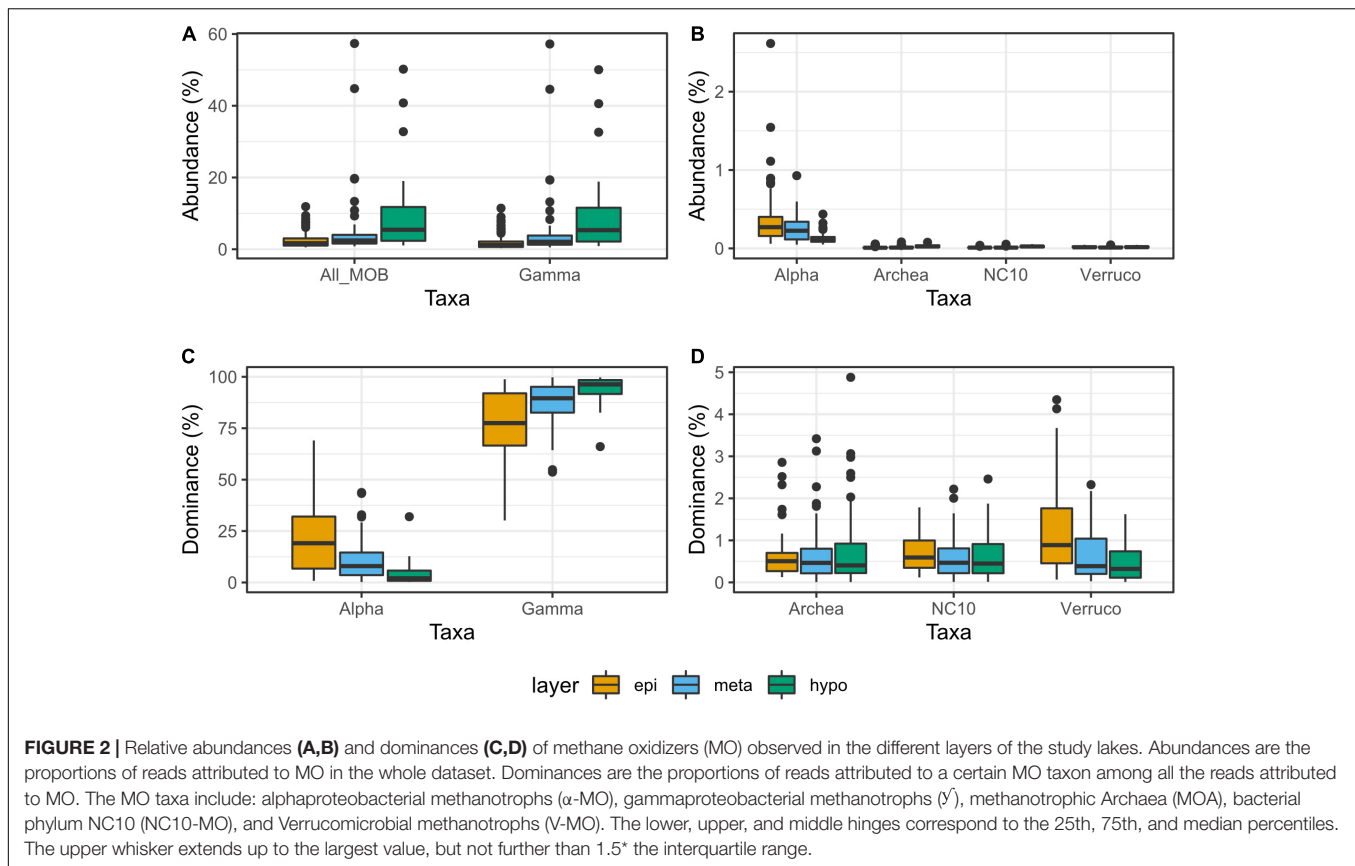 A
Abundance (%)
60
40
20
0
All_MOB Gamma
Taxa
B
Abundance (%)
2
1
0
Alpha Archea NC10 Verruco
Taxa
C
Dominance (%)
100
75
50
25
0
Alpha Gamma
Taxa
D
Dominance (%)
5
4
3
2
1
0
Archea NC10 Verruco
Taxa
layer epi meta hypo
FIGURE 2 | Relative abundances (A,B) and dominances (C,D) of methane oxidizers (MO) observed in the different layers of the study lakes. Abundances are the
proportions of reads attributed to MO in the whole dataset. Dominances are the proportions of reads attributed to a certain MO taxon among all the reads attributed
to MO. The MO taxa include: alphaproteobacterial methanotrophs (α-MO), gammaproteobacterial methanotrophs (γ), methanotrophic Archaea (MOA), bacterial
phylum NC10 (NC10-MO), and Verrucomicrobial methanotrophs (V-MO). The lower, upper, and middle hinges correspond to the 25th, 75th, and median percentiles.
The upper whisker extends up to the largest value, but not further than 1.5* the interquartile range.